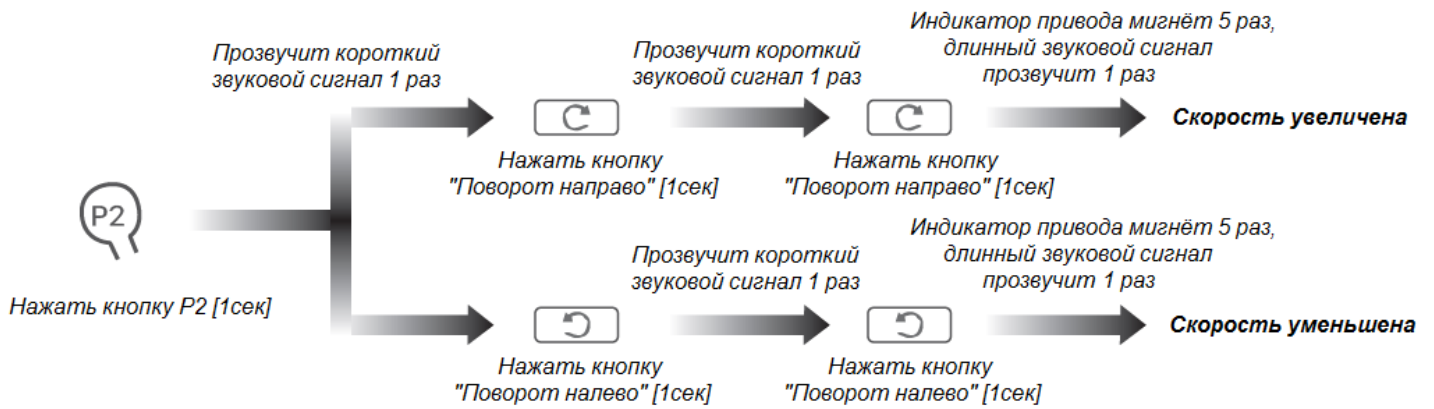 Прозвучит короткий
звуковой сигнал 1 раз
Прозвучит короткий
звуковой сигнал 1 раз
Индикатор привода мигнёт 5 раз,
длинный звуковой сигнал
прозвучит 1 раз
Скорость увеличена
Нажать кнопку
"Поворот направо" [1сек]
Нажать кнопку
"Поворот направо" [1сек]
P2
Нажать кнопку P2 [1сек]
Прозвучит короткий
звуковой сигнал 1 раз
Индикатор привода мигнёт 5 раз,
длинный звуковой сигнал
прозвучит 1 раз
Скорость уменьшена
Нажать кнопку
"Поворот налево" [1сек]
Нажать кнопку
"Поворот налево" [1сек]